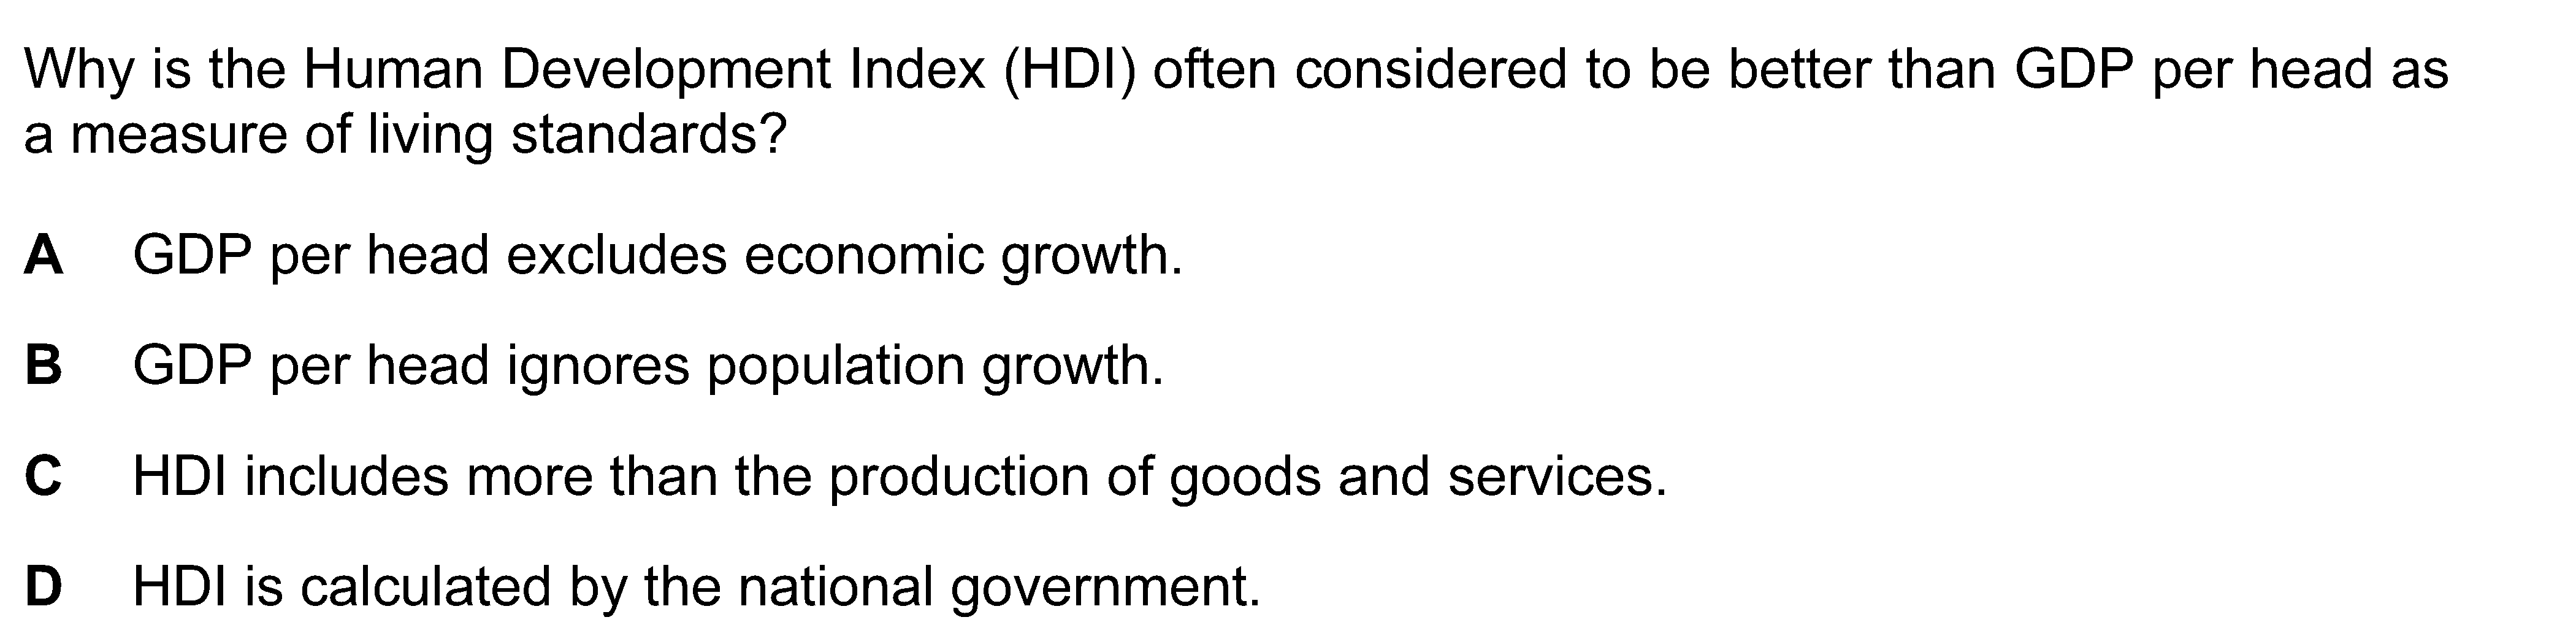 Why is the Human Development Index (HDI) often considered to be better than GDP per head as
a measure of living standards?
A GDP per head excludes economic growth.
B GDP per head ignores population growth.
C HDI includes more than the production of goods and services.
D HDI is calculated by the national government.